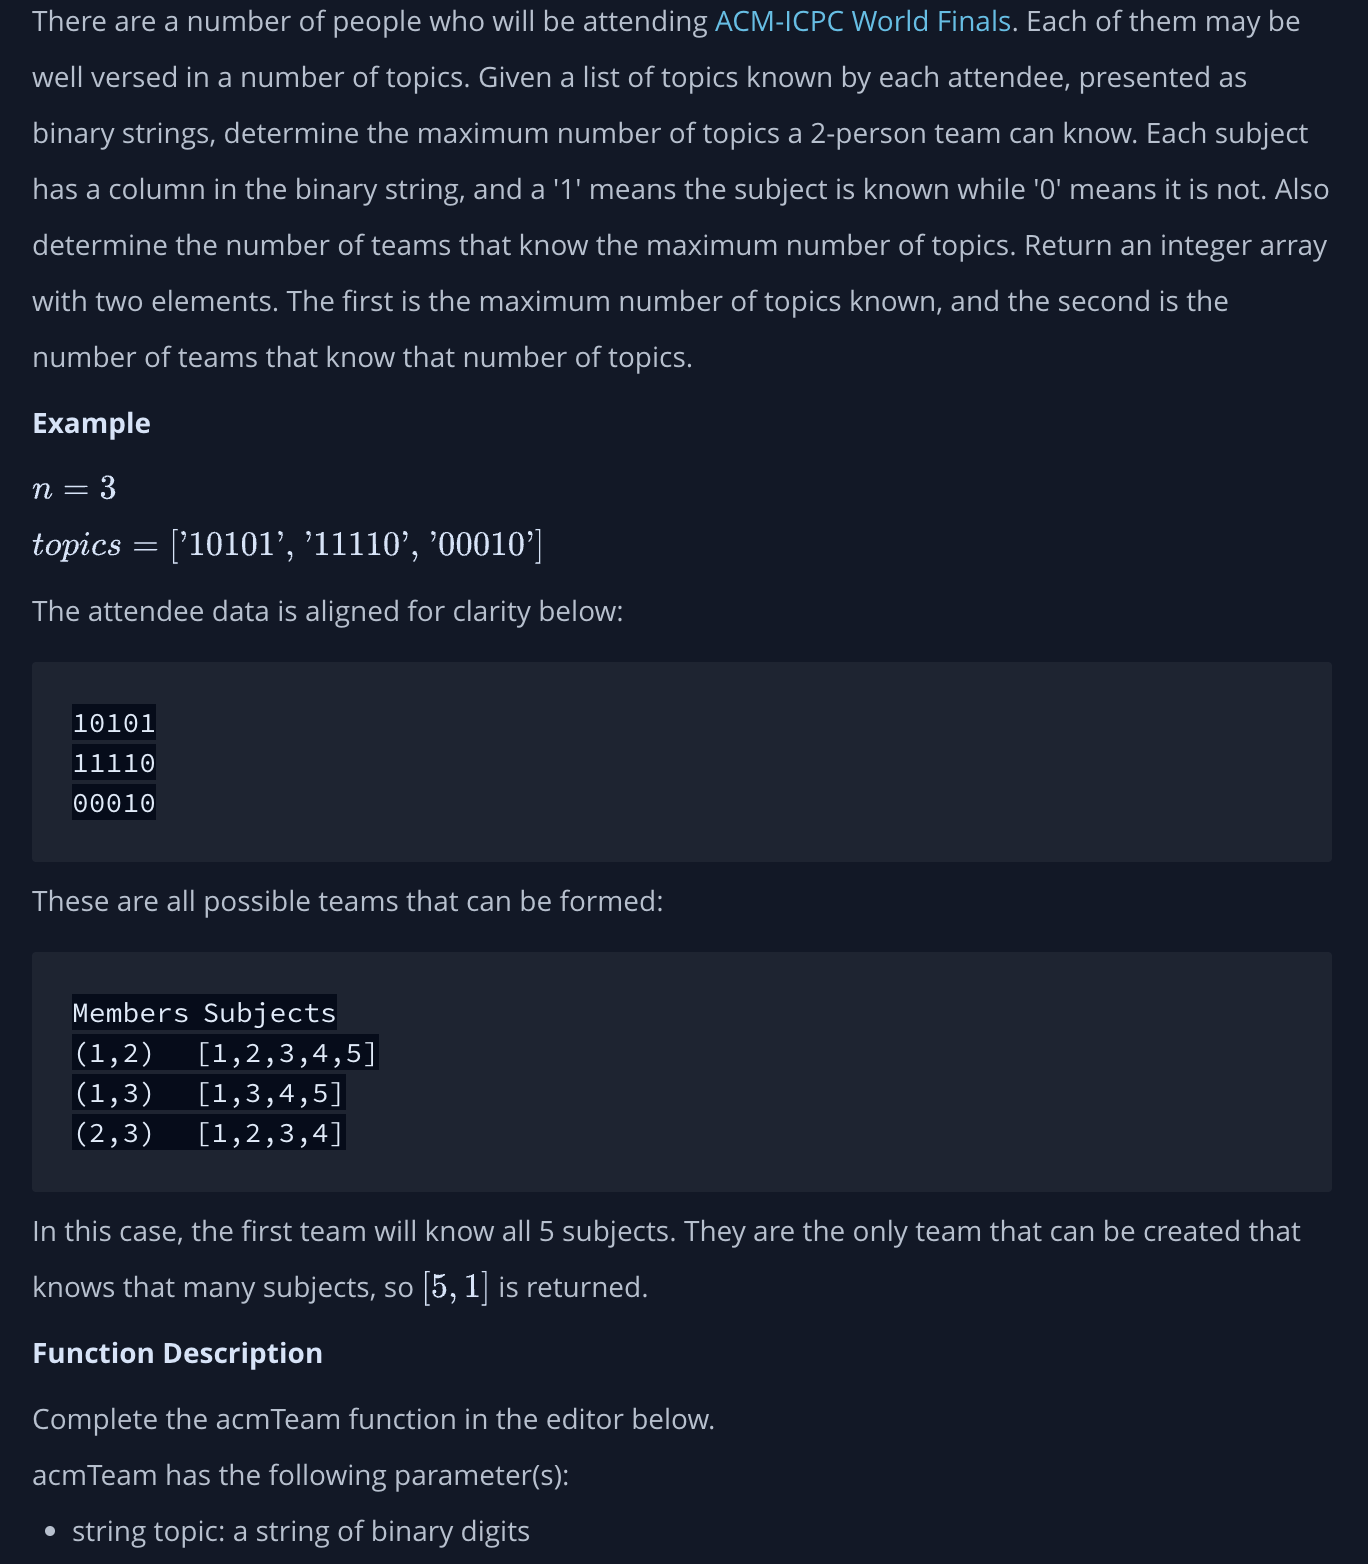 There are a number of people who will be attending ACM-ICPC World Finals. Each of them may be
well versed in a number of topics. Given a list of topics known by each attendee, presented as
binary strings, determine the maximum number of topics a 2-person team can know. Each subject
has a column in the binary string, and a '1' means the subject is known while '0' means it is not. Also
determine the number of teams that know the maximum number of topics. Return an integer array
with two elements. The first is the maximum number of topics known, and the second is the
number of teams that know that number of topics.
Example
n = 3
topics = ['10101', '11110', '00010']
The attendee data is aligned for clarity below:
10101
11110
00010
These are all possible teams that can be formed:
Members Subjects
(1,2) [1,2,3,4,5]
(1,3) [1,3,4,5]
(2,3) [1,2,3,4]
In this case, the first team will know all 5 subjects. They are the only team that can be created that
knows that many subjects, so [5, 1] is returned.
Function Description
Complete the acmTeam function in the editor below.
acmTeam has the following parameter(s):
• string topic: a string of binary digits